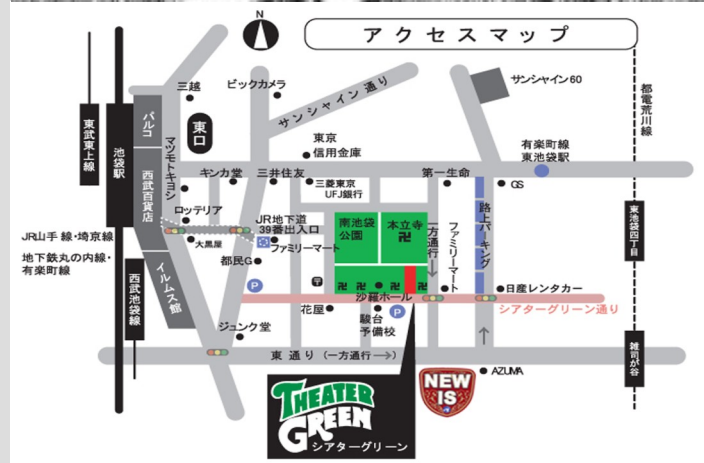 N
アクセスマップ
三越
ビックカメラ
サンシャイン通り
サンシャイン60
都電荒川線
東武東上線
池袋駅
パルコ
東口
マツモトキヨシ
東京
信用金庫
有楽町線
東池袋駅
キンカ堂
三井住友
三菱東京
UFJ銀行
第一生命
GS
西武百貨店
ロッテリア
大黒屋
JR地下道
39番出入口
ファミリーマート
都民G
南池袋
公園
本立寺
卍
一方通行
ファミリーマート
路上パーキング
東池袋四丁目
JR山手線・埼京線
地下鉄丸の内線・
有楽町線
西武池袋線
イルムス館
P
〒
卍 卍 卍 卍
沙羅ホール
日産レンタカー
シアターグリーン通り
花屋
駿台
予備校
P
ジュンク堂
東通り (一方通行→)
雑司が谷
AZUMA
THEATER
GREEN
シアターグリーン
NEW
IS